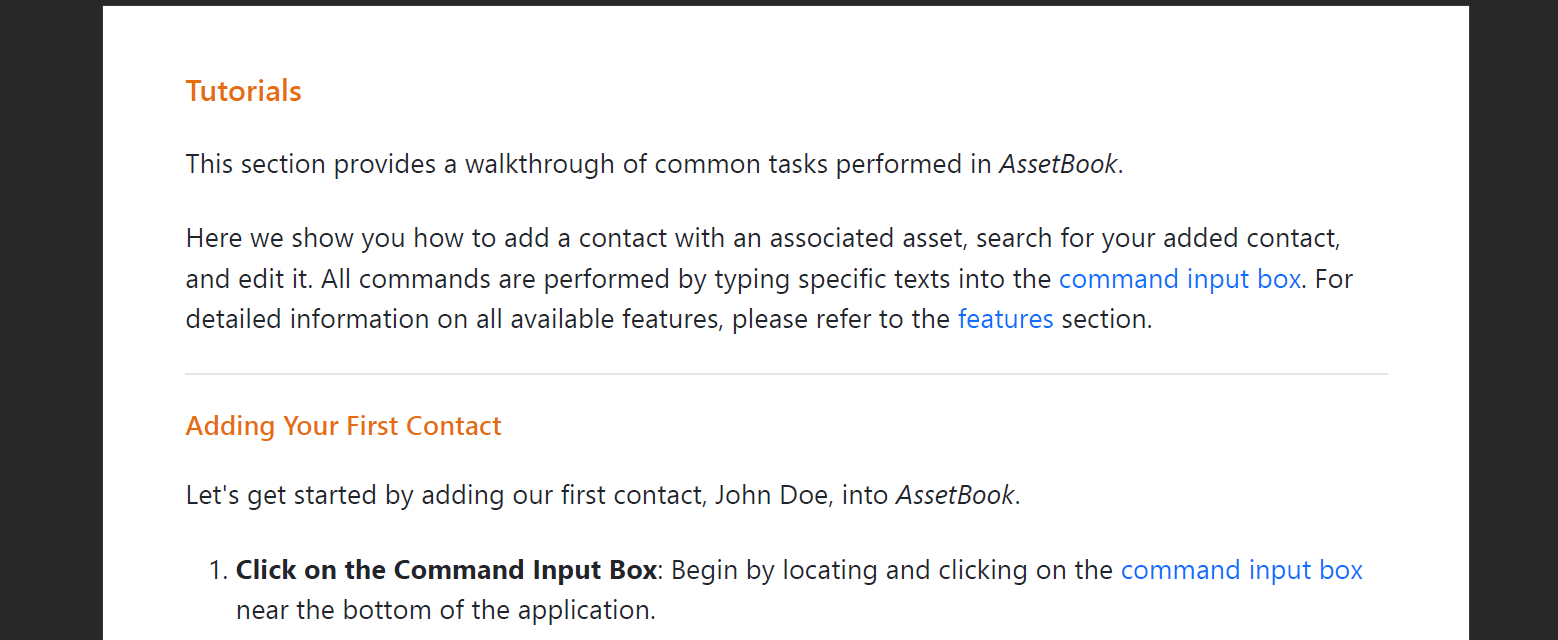 Tutorials
This section provides a walkthrough of common tasks performed in AssetBook.
Here we show you how to add a contact with an associated asset, search for your added contact,
and edit it. All commands are performed by typing specific texts into the command input box. For
detailed information on all available features, please refer to the features section.
Adding Your First Contact
Let's get started by adding our first contact, John Doe, into AssetBook.
1. Click on the Command Input Box: Begin by locating and clicking on the command input box
near the bottom of the application.